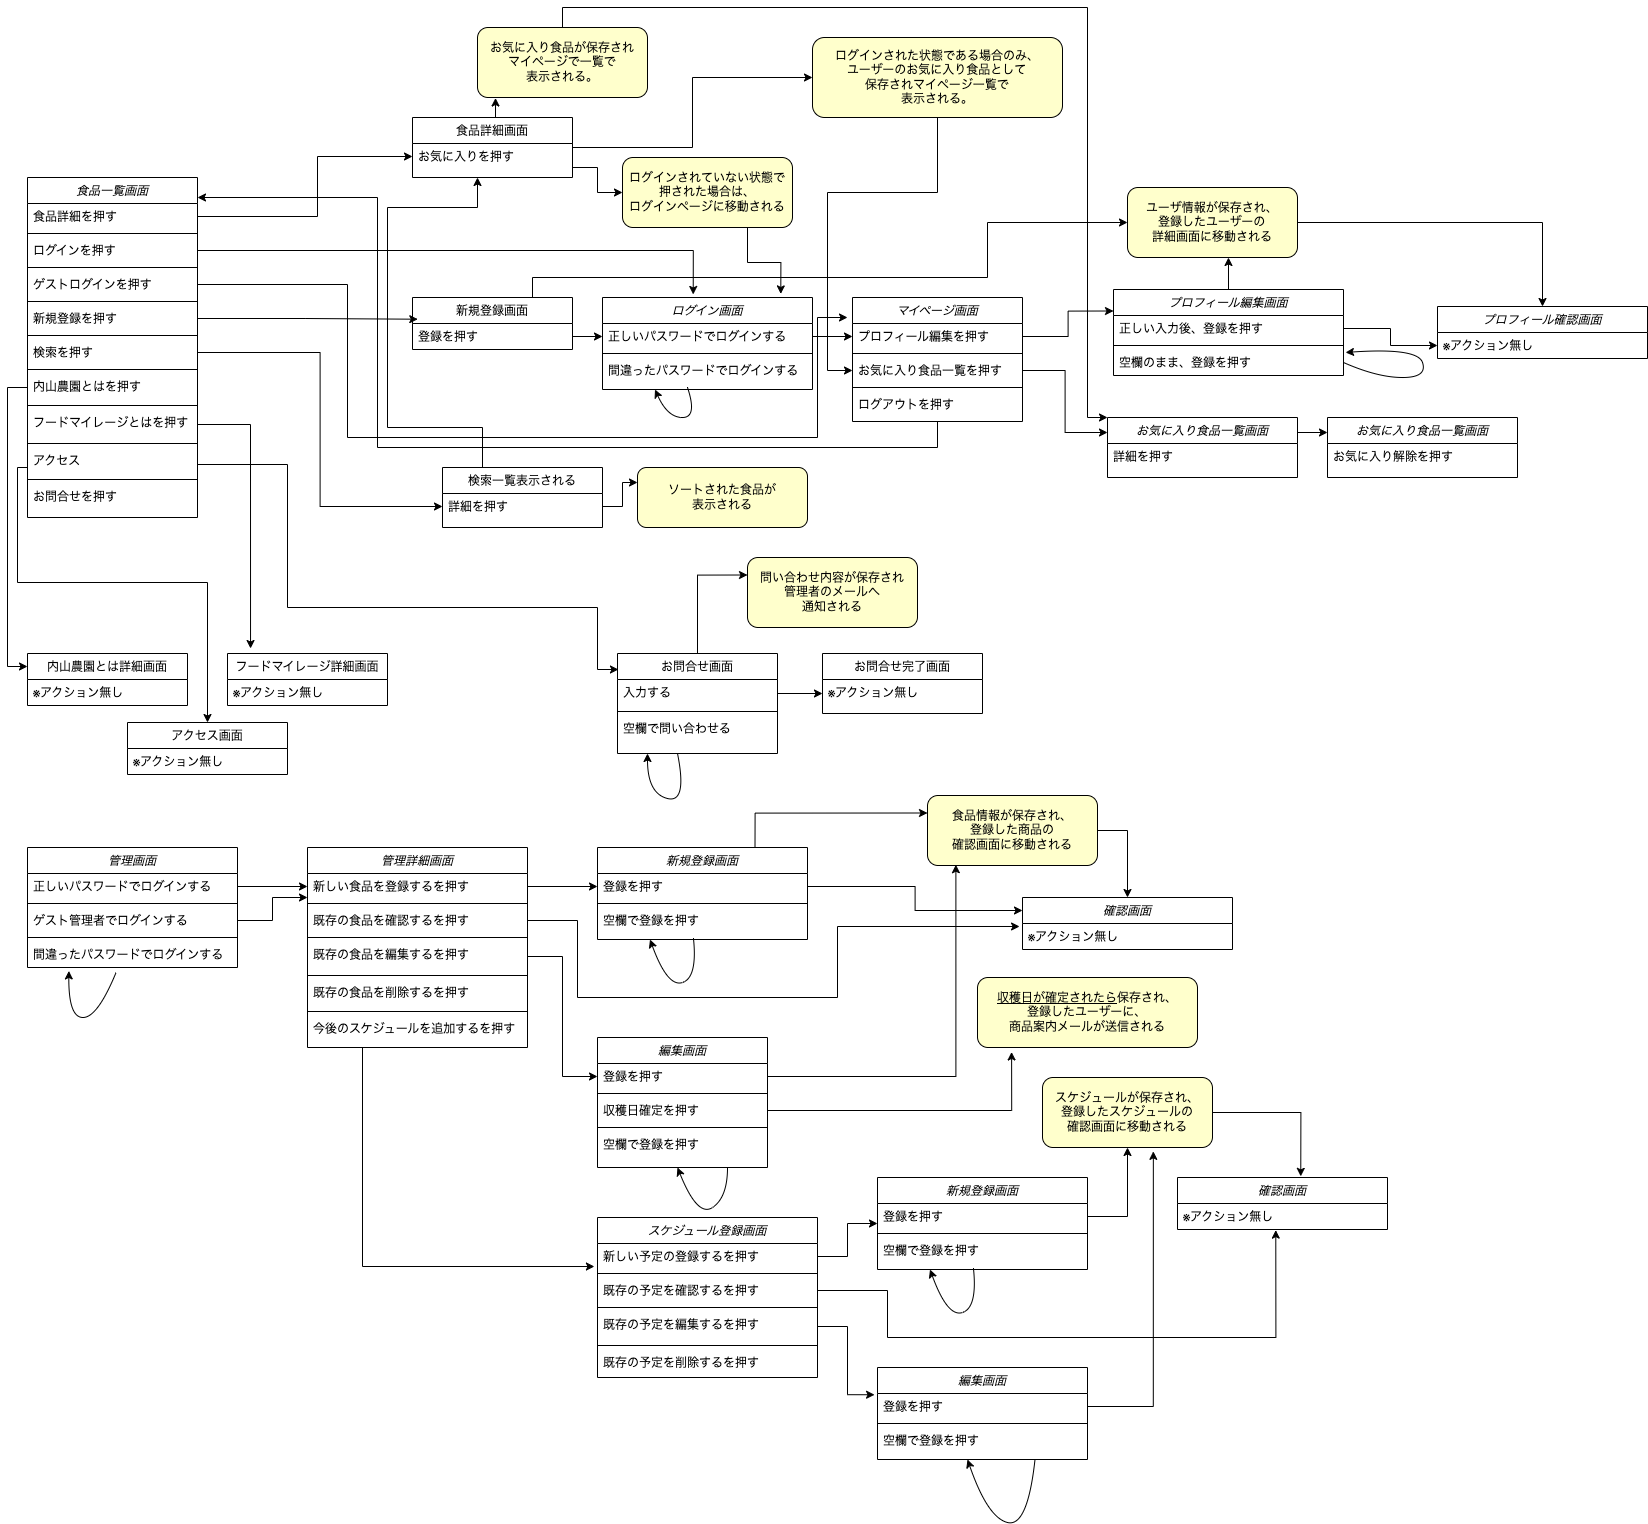 お気に入り食品が保存され
マイページで一覧で
表示される。
ログインされた状態である場合のみ、
ユーザーのお気に入り食品として
保存されマイページ一覧で
表示される。
食品詳細画面
お気に入りを押す
ログインされていない状態で
押された場合は、
ログインページに移動される
食品一覧画面
食品詳細を押す
ログインを押す
ゲストログインを押す
新規登録を押す
検索を押す
内山農園とはを押す
フードマイレージとはを押す
アクセス
お問合せを押す
ユーザ情報が保存され、
登録したユーザーの
詳細画面に移動される
新規登録画面
登録を押す
ログイン画面
正しいパスワードでログインする
間違ったパスワードでログインする
マイページ画面
プロフィール編集を押す
お気に入り食品一覧を押す
ログアウトを押す
プロフィール編集画面
正しい入力後、登録を押す
空欄のまま、登録を押す
プロフィール確認画面
※アクション無し
お気に入り食品一覧画面
詳細を押す
お気に入り食品一覧画面
お気に入り解除を押す
検索一覧表示される
詳細を押す
ソートされた食品が
表示される
問い合わせ内容が保存され
管理者のメールへ
通知される
内山農園とは詳細画面
※アクション無し
フードマイレージ詳細画面
※アクション無し
アクセス画面
※アクション無し
お問合せ画面
入力する
空欄で問い合わせる
お問合せ完了画面
※アクション無し
食品情報が保存され、
登録した商品の
確認画面に移動される
管理画面
正しいパスワードでログインする
ゲスト管理者でログインする
間違ったパスワードでログインする
管理詳細画面
新しい食品を登録するを押す
既存の食品を確認するを押す
既存の食品を編集するを押す
既存の食品を削除するを押す
今後のスケジュールを追加するを押す
新規登録画面
登録を押す
空欄で登録を押す
確認画面
※アクション無し
収穫日が確定されたら保存され、
登録したユーザーに、
商品案内メールが送信される
編集画面
登録を押す
収穫日確定を押す
空欄で登録を押す
スケジュールが保存され、
登録したスケジュールの
確認画面に移動される
新規登録画面
登録を押す
空欄で登録を押す
確認画面
※アクション無し
スケジュール登録画面
新しい予定の登録するを押す
既存の予定を確認するを押す
既存の予定を編集するを押す
既存の予定を削除するを押す
編集画面
登録を押す
空欄で登録を押す